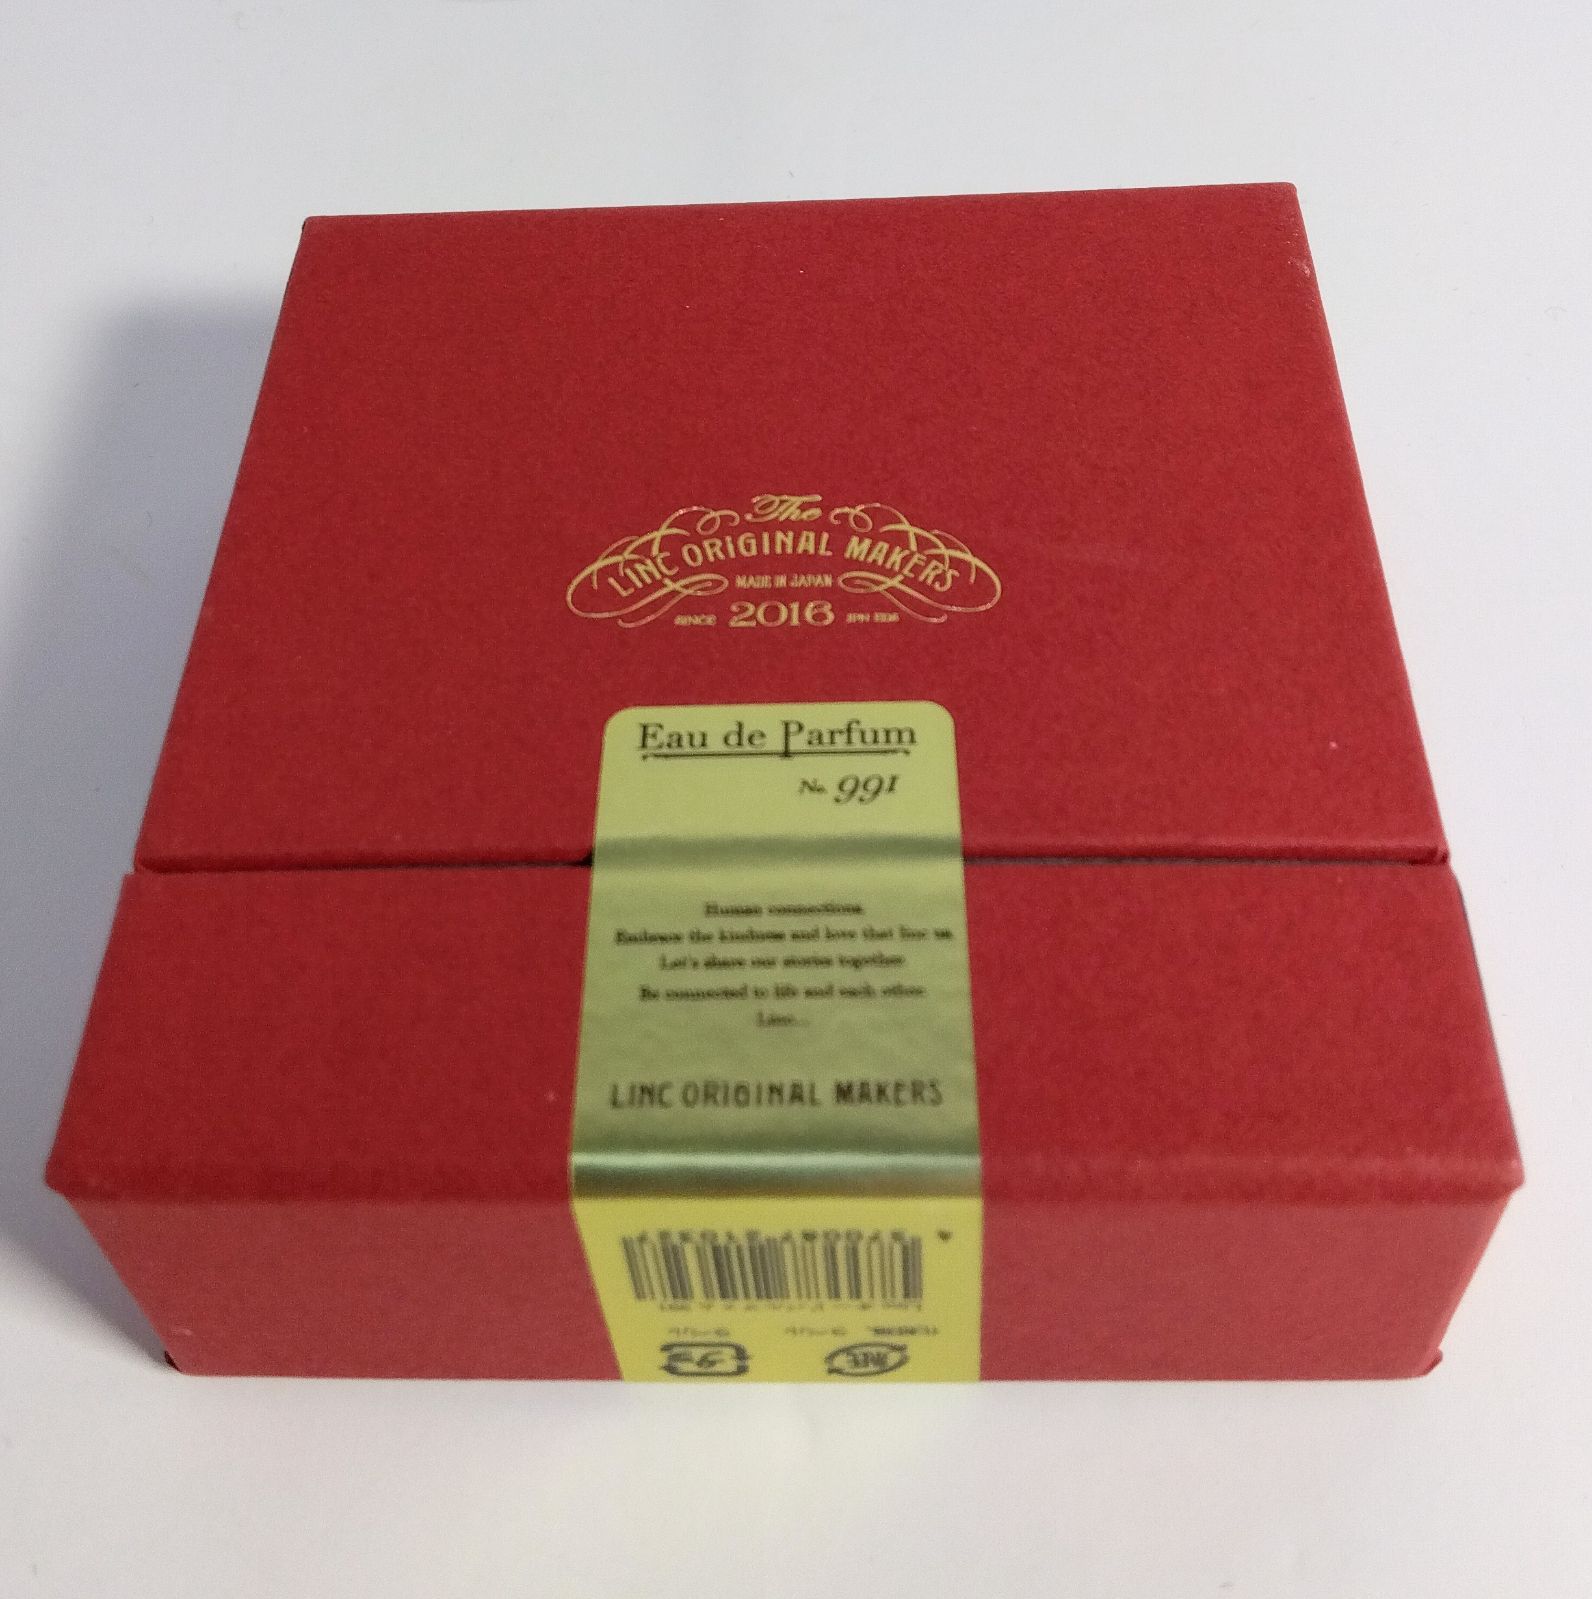 The
LINC ORIGINAL MAKERS
MADE IN JAPAN
SINCE 2016 JPN
Eau de Parfum
No. 991
Human connections
Embrace the kindness and love that linc us
Let's share our stories together
Be connected to life and each other
Linc...
LINC ORIGINAL MAKERS